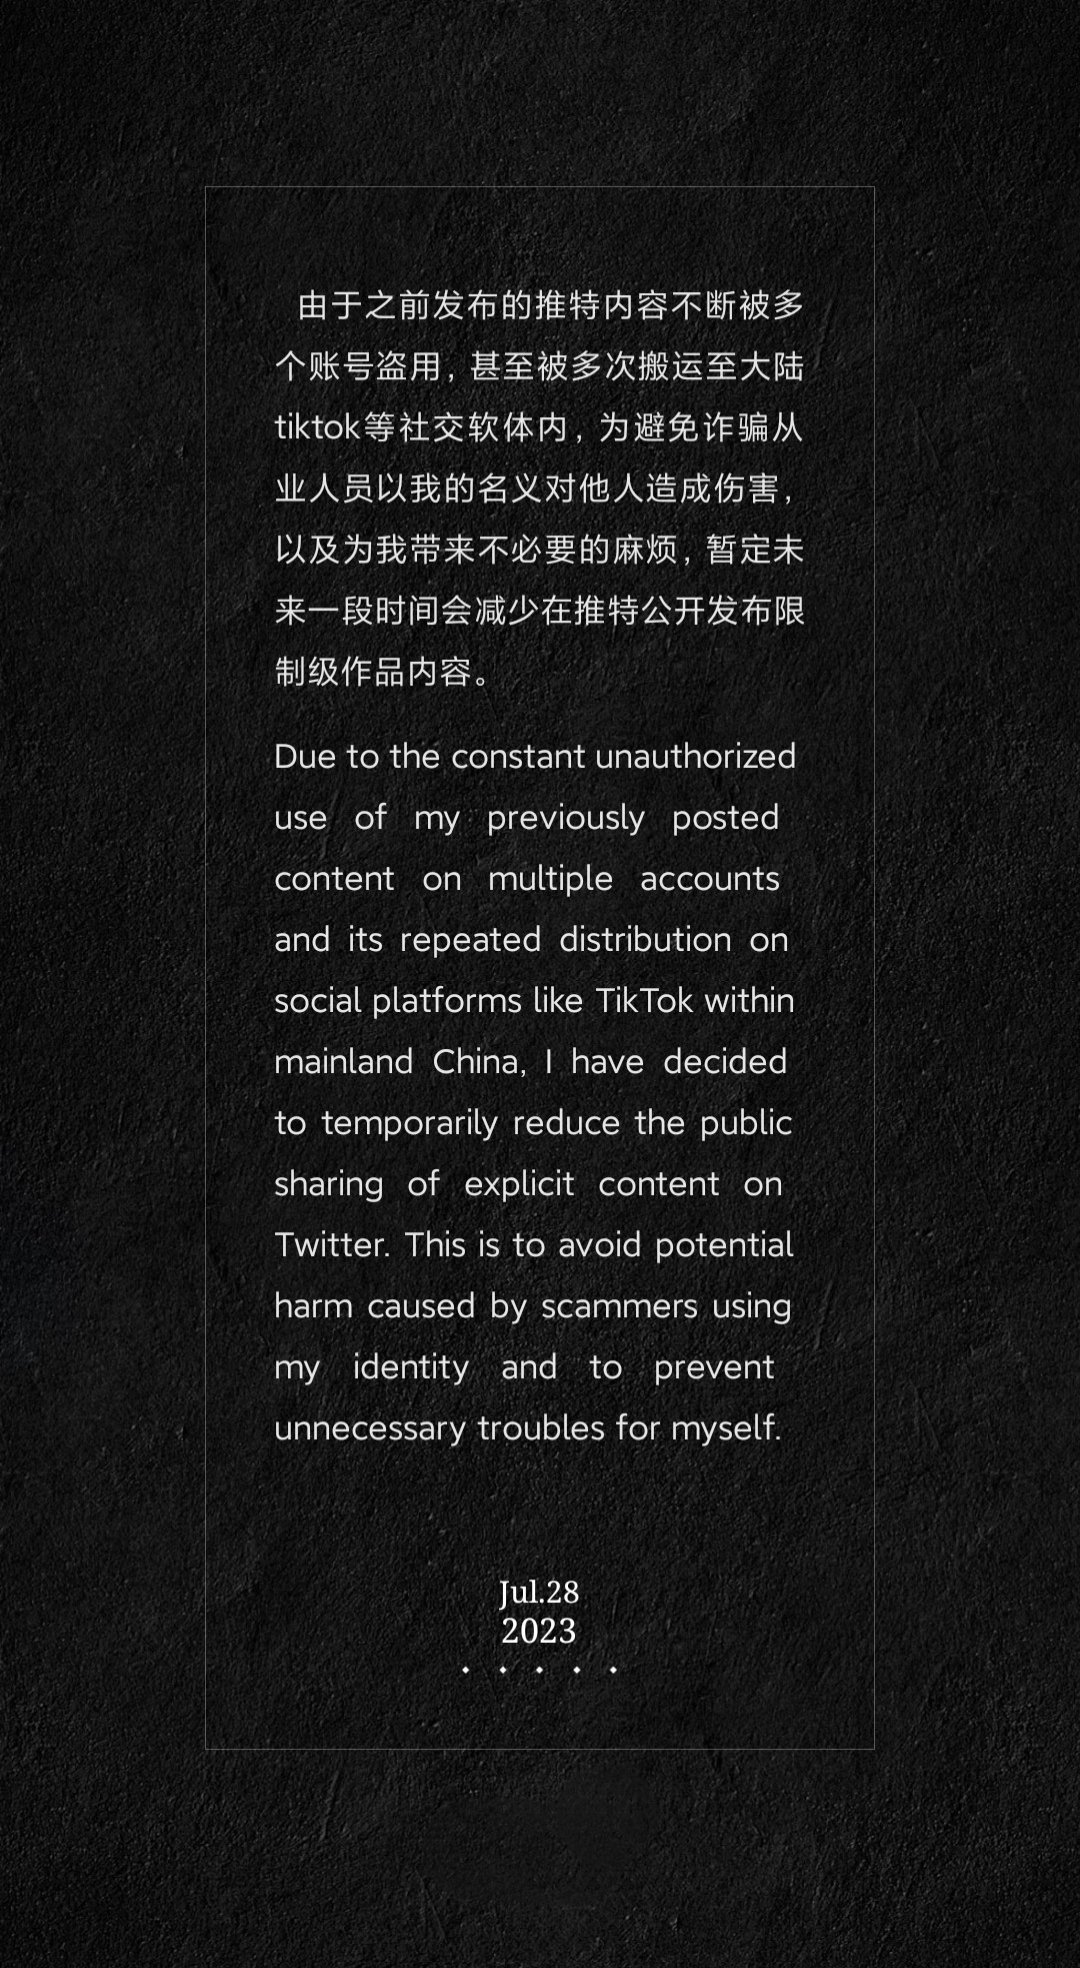 由于之前发布的推特内容不断被多
个账号盗用，甚至被多次搬运至大陆
tiktok等社交软体内，为避免诈骗从
业人员以我的名义对他人造成伤害，
以及为我带来不必要的麻烦，暂定未
来一段时间会减少在推特公开发布限
制级作品内容。
Due to the constant unauthorized
use of my previously posted
content on multiple accounts
and its repeated distribution on
social platforms like TikTok within
mainland China, I have decided
to temporarily reduce the public
sharing of explicit content on
Twitter. This is to avoid potential
harm caused by scammers using
my identity and to prevent
unnecessary troubles for myself.
Jul.28
2023